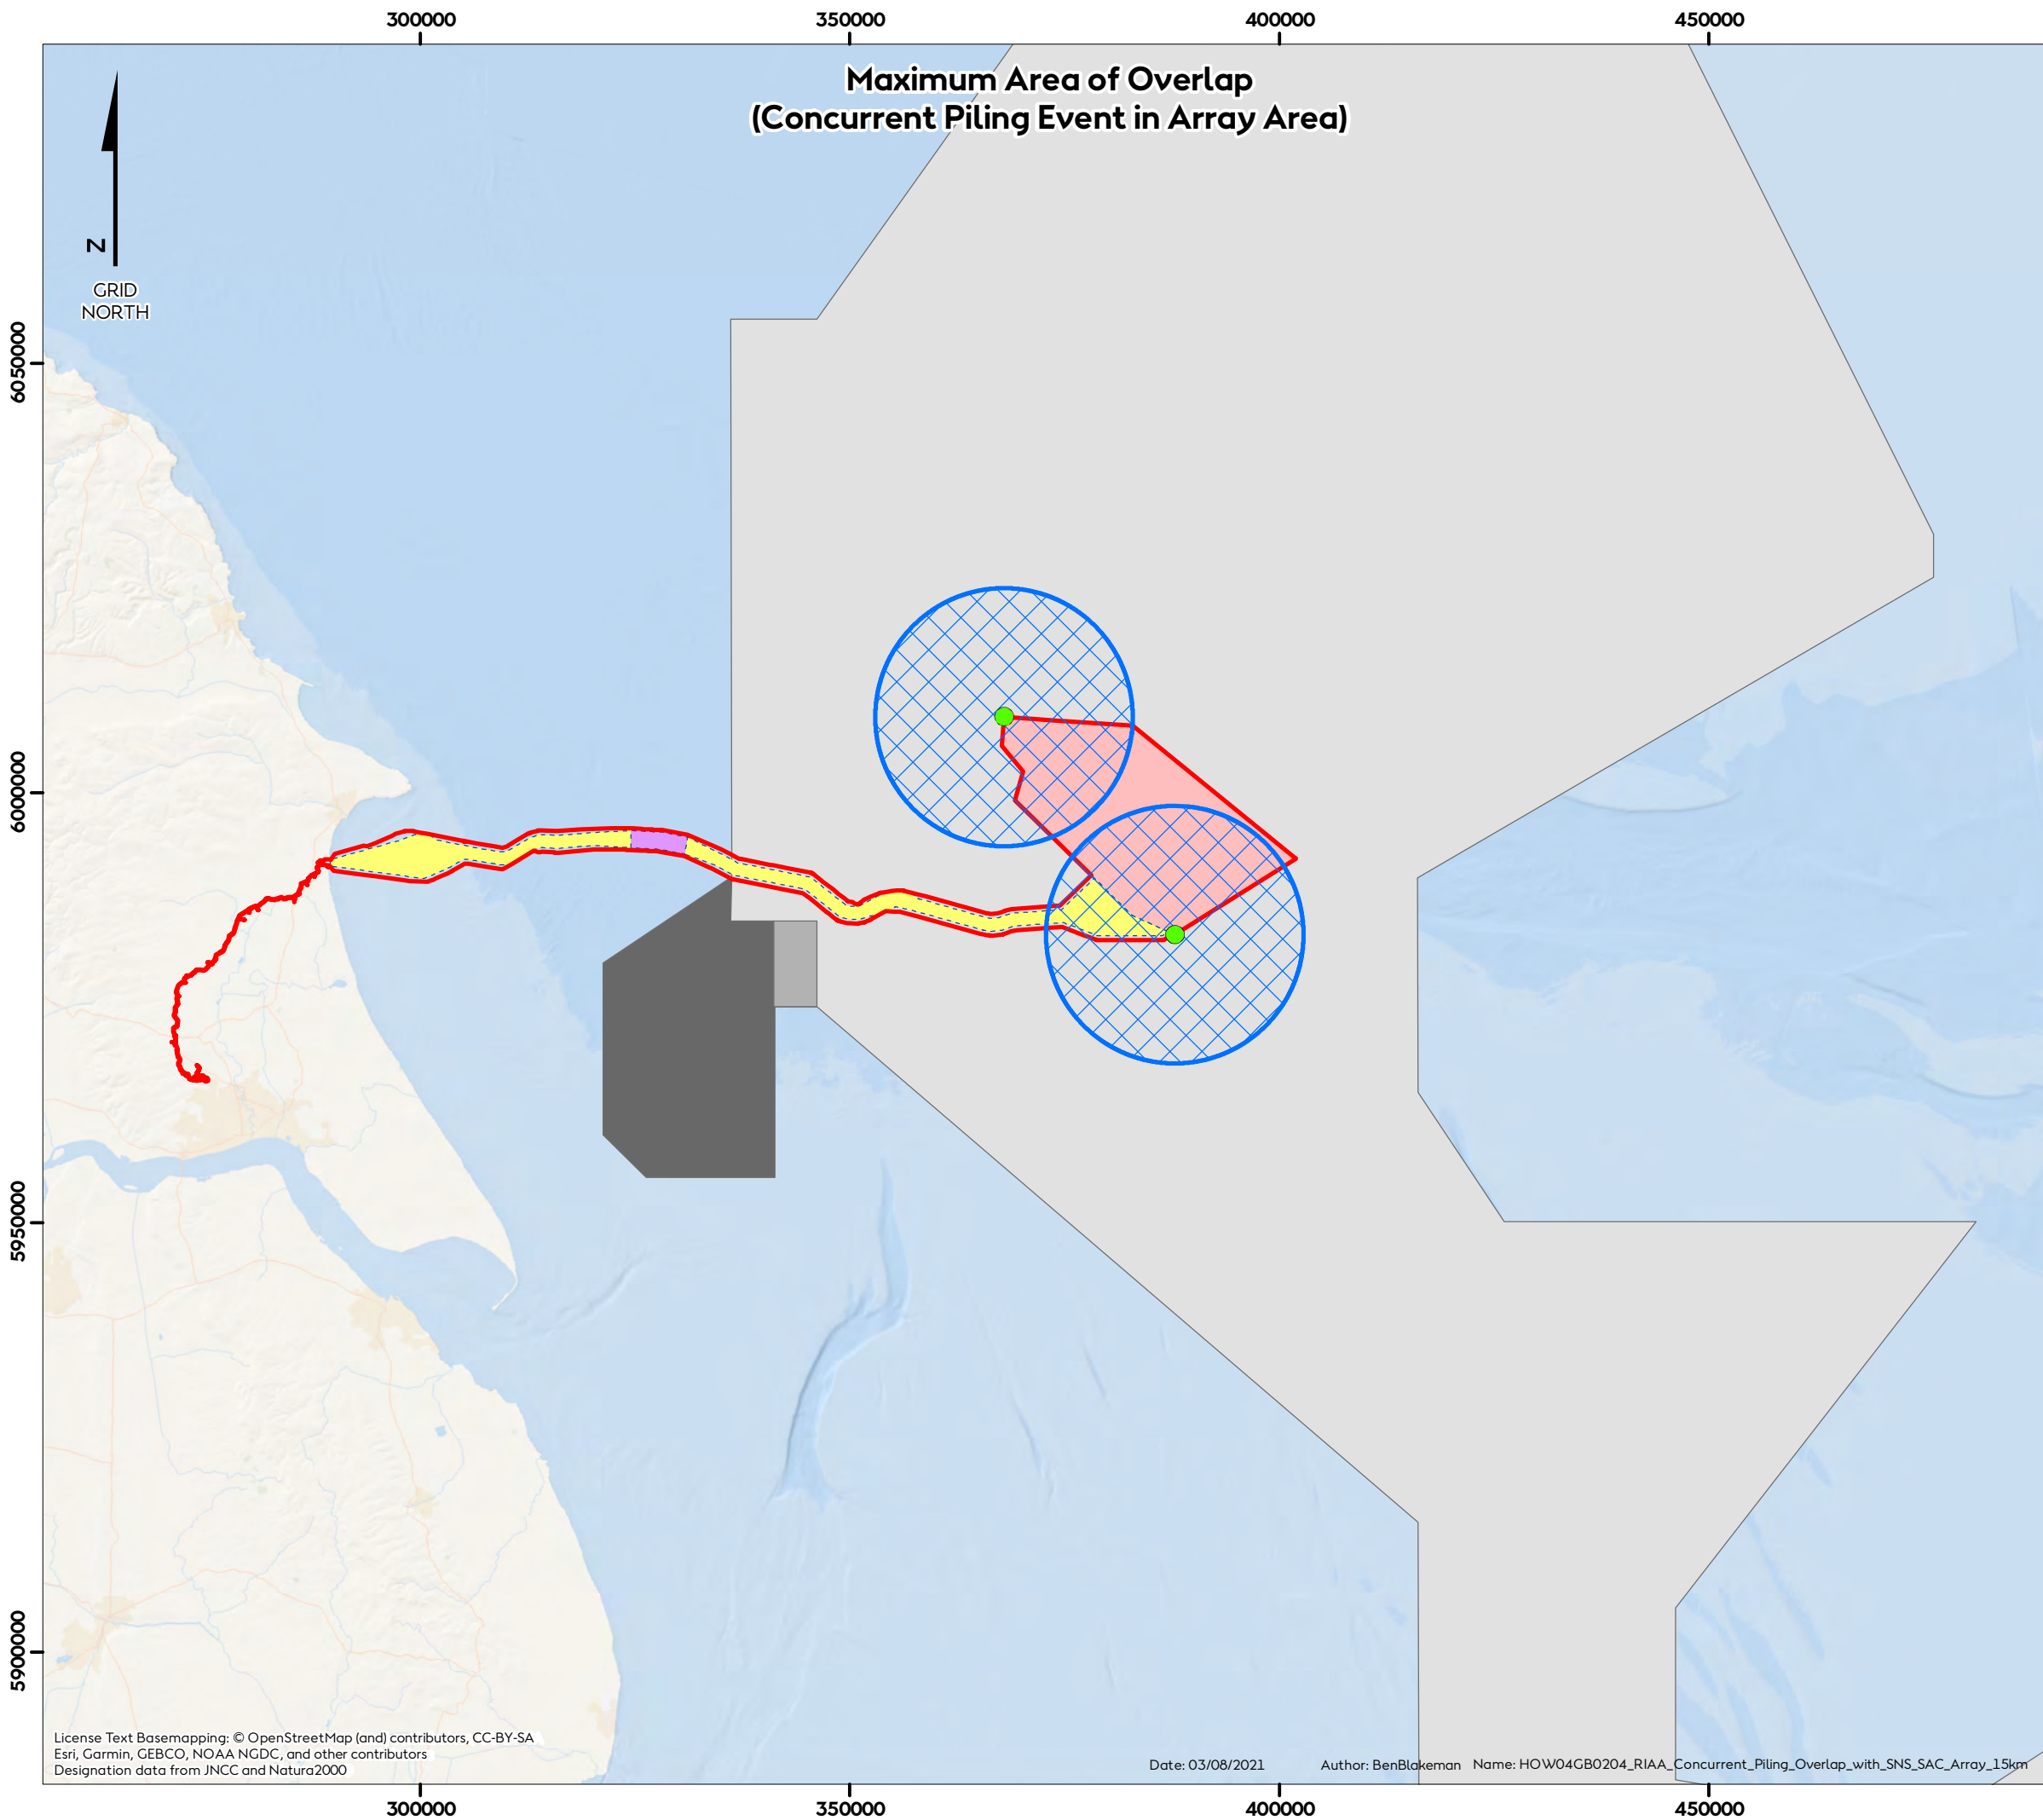 300000
350000
400000
450000
Maximum Area of Overlap
(Concurrent Piling Event in Array Area)
N
GRID
NORTH
6050000
6000000
5950000
5900000
License Text Basemapping: © OpenStreetMap (and) contributors, CC-BY-SA
Esri, Garmin, GEBCO, NOAA NGDC, and other contributors
Designation data from JNCC and Natura2000
Date: 03/08/2021 Author: BenBlakeman Name: HOW04GB0204_RIAA_Concurrent_Piling_Overlap_with_SNS_SAC_Array_15km
300000
350000
400000
450000